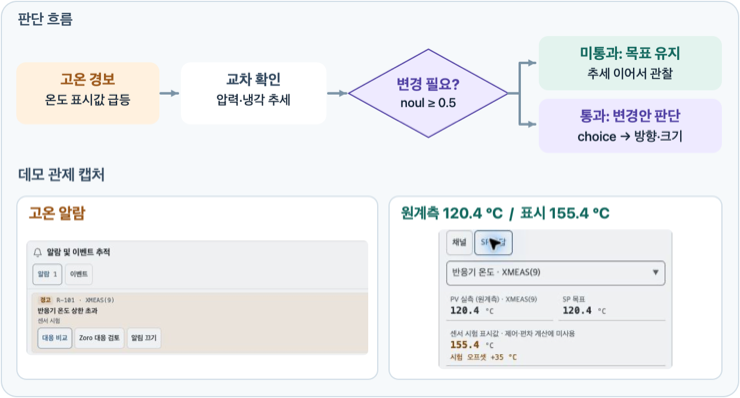 판단 흐름
고온 경보
온도 표시값 급등
교차 확인
압력·냉각 추세
변경 필요?
noul ≥ 0.5
미통과: 목표 유지
추세 이어서 관찰
통과: 변경안 판단
choice → 방향·크기
데모 관제 캡처
고온 알람
알람 및 이벤트 추적
알람 1 이벤트
경고 R-101 · XMEAS(9)
반응기 온도 상한 초과
센서 시험
대응 비교 Zoro 대응 검토 알림 끄기
원계측 120.4 °C / 표시 155.4 °C
채널
반응기 온도 · XMEAS(9)
PV 실측 (원계측) · XMEAS(9) SP 목표
120.4 °C 120.4 °C
센서 시험 표시값 · 제어·편차 계산에 미사용
155.4 °C
시험 오프셋 +35 °C